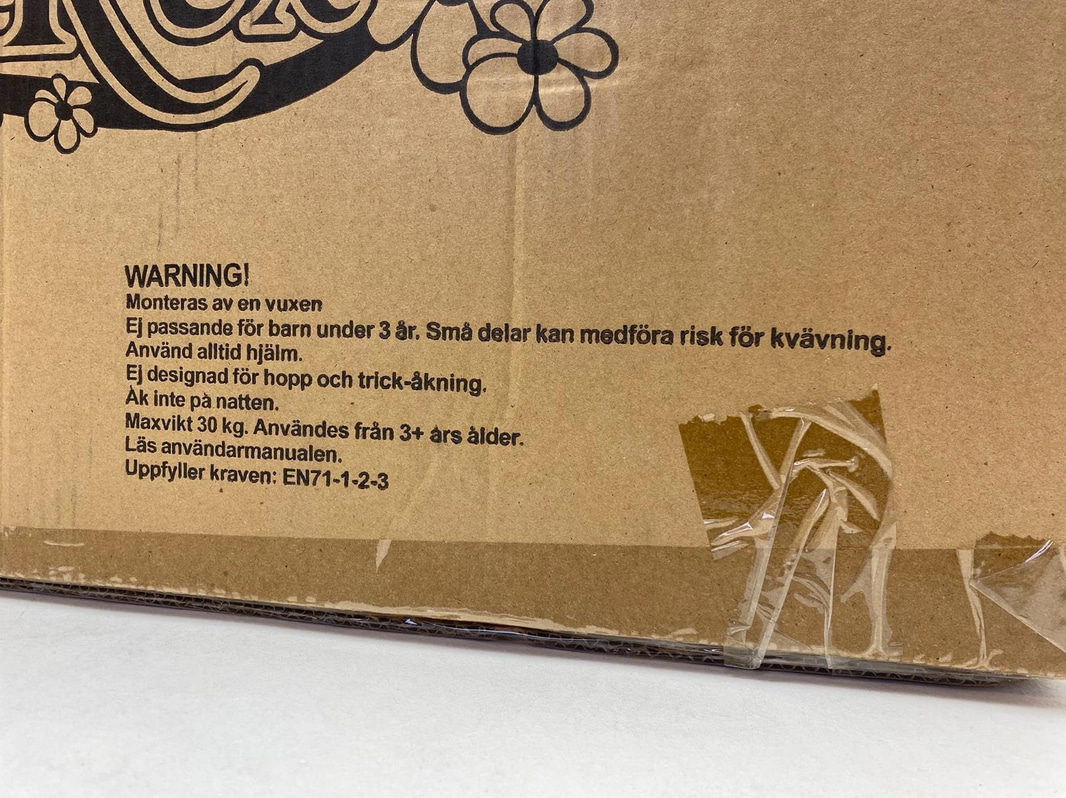 WARNING!
Monteras av en vuxen
Ej passande för barn under 3 år. Små delar kan medföra risk för kvävning.
Använd alltid hjälm.
Ej designad för hopp och trick-åkning.
Åk inte på natten.
Maxvikt 30 kg. Användes från 3+ års ålder.
Läs användarmanualen.
Uppfyller kraven: EN71-1-2-3